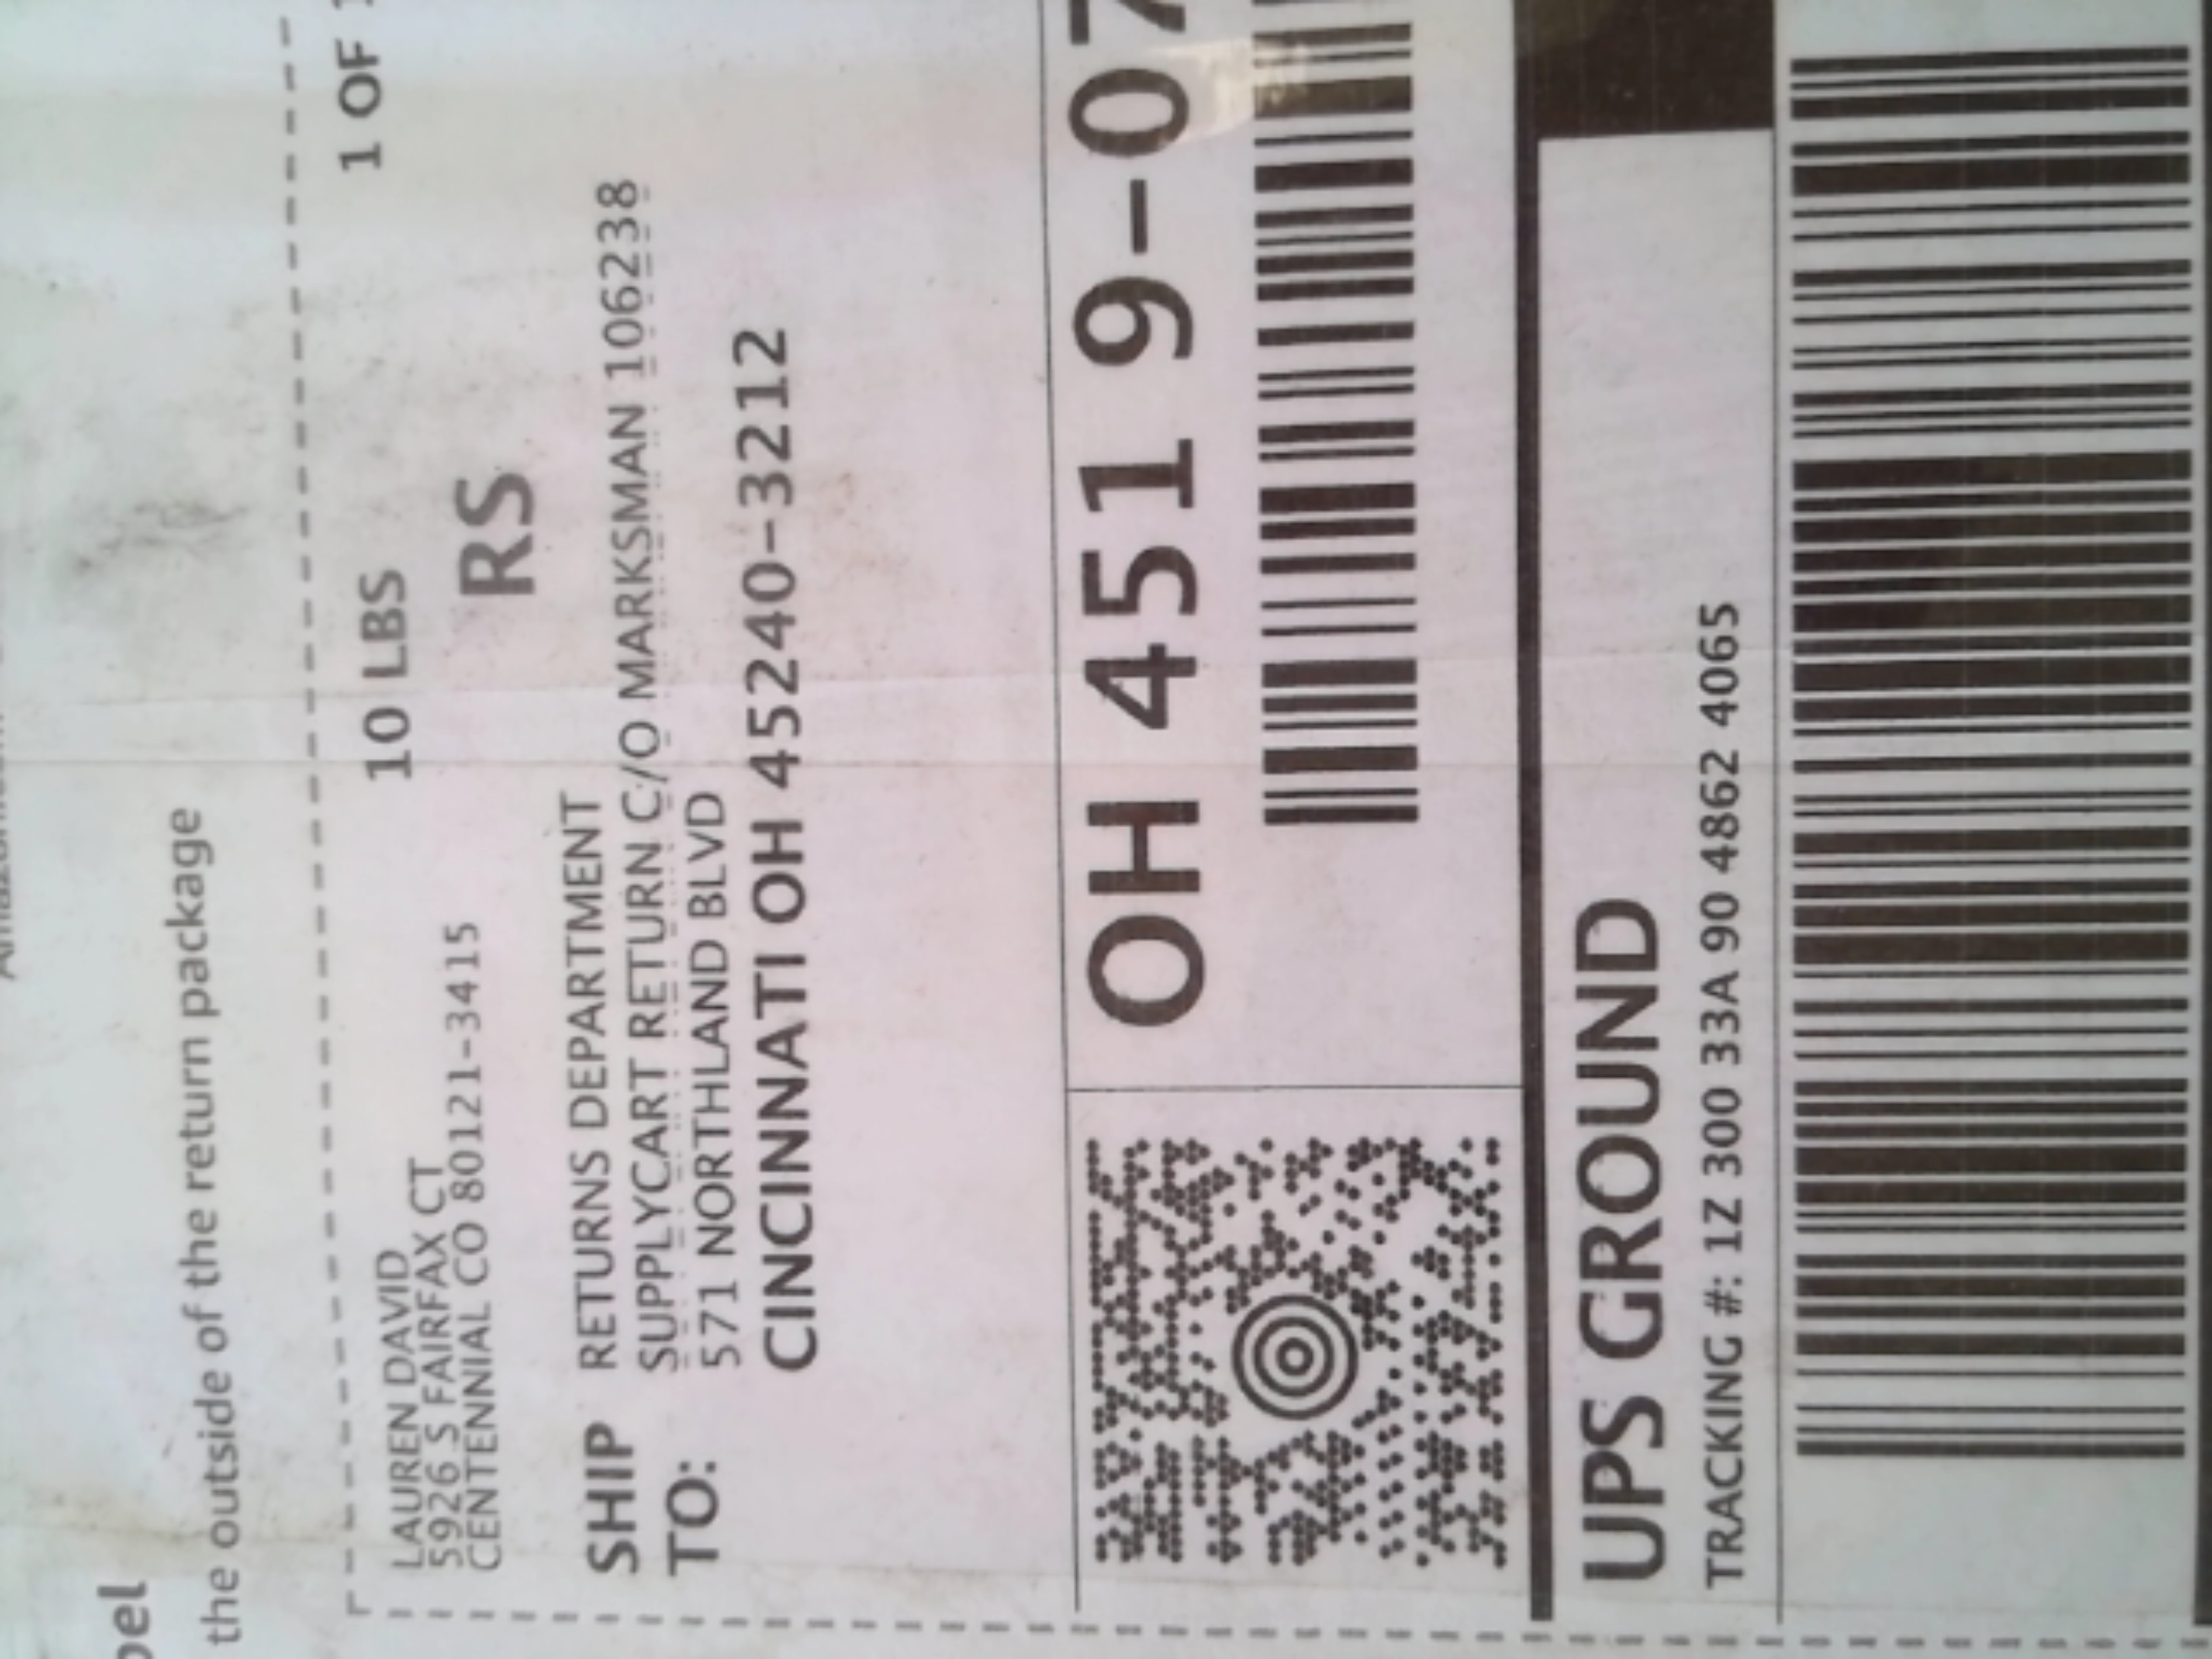 bel
the outside of the return package
10 LBS
1 OF
LAUREN DAVID
5926 S FAIRFAX CT
CENTENNIAL CO 80121-3415
RS
SHIP
TO:
RETURNS DEPARTMENT
SUPPLYCART RETURN C/O MARKSMAN 106238
571 NORTHLAND BLVD
CINCINNATI OH 45240-3212
OH 451 9-07
UPS GROUND
TRACKING #: 1Z 300 33A 90 4862 4065